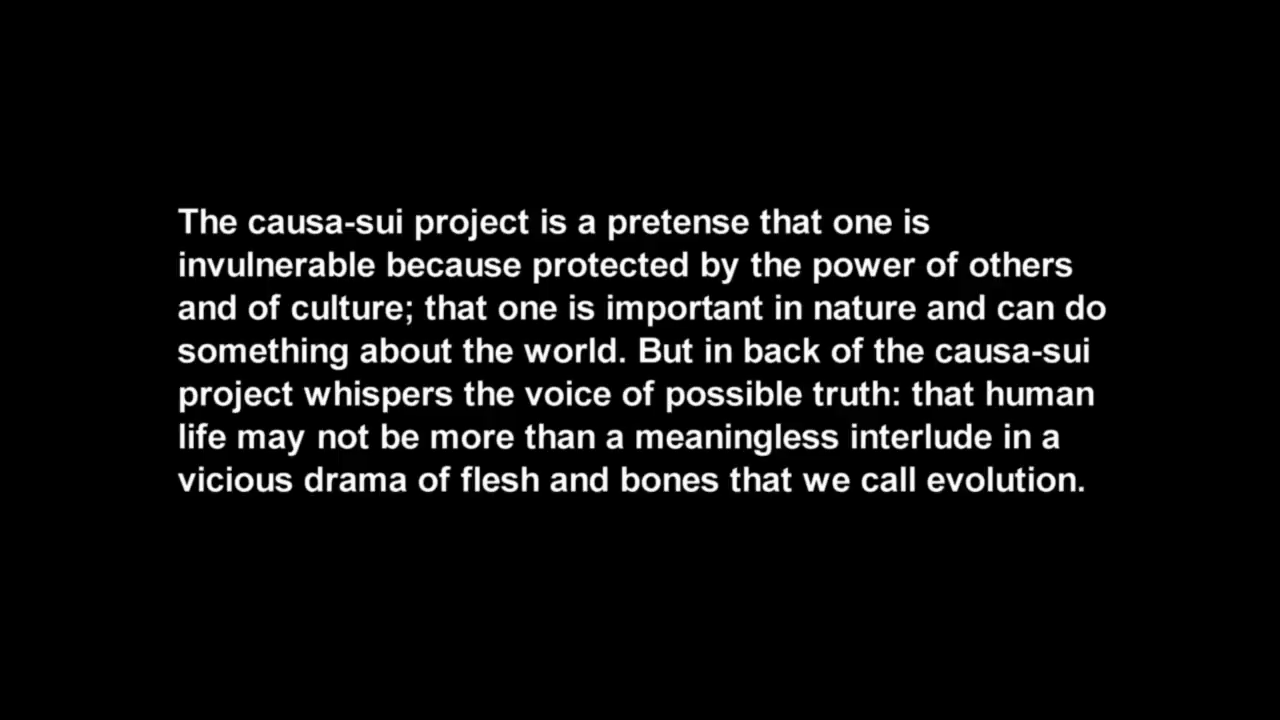 The causa-sui project is a pretense that one is
invulnerable because protected by the power of others
and of culture; that one is important in nature and can do
something about the world. But in back of the causa-sui
project whispers the voice of possible truth: that human
life may not be more than a meaningless interlude in a
vicious drama of flesh and bones that we call evolution.